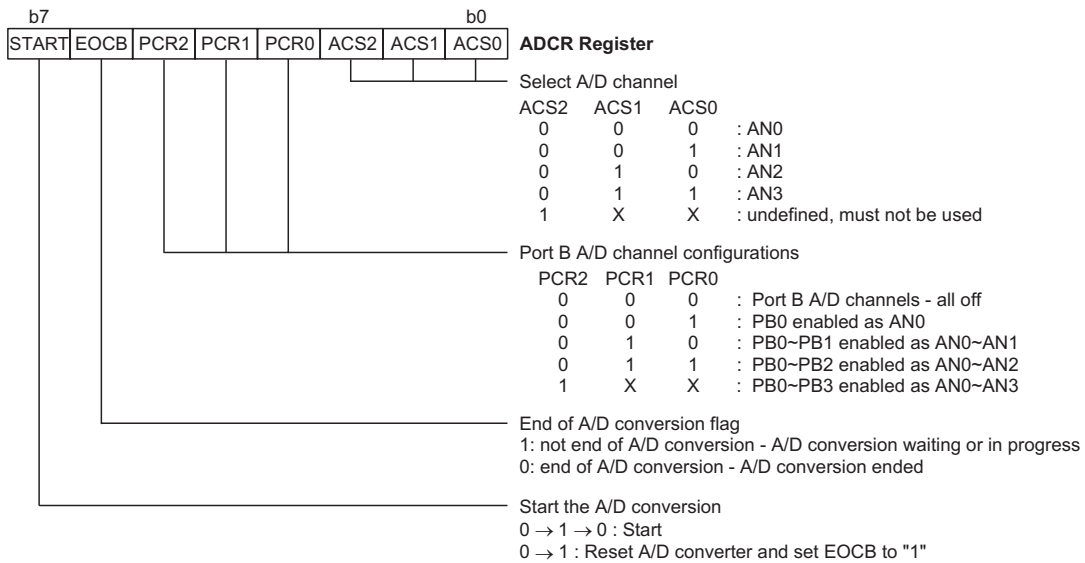 b7 b0
START EOCB PCR2 PCR1 PCR0 ACS2 ACS1 ACS0 ADCR Register
Select A/D channel
ACS2 ACS1 ACS0
0 0 0 : AN0
0 0 1 : AN1
0 1 0 : AN2
0 1 1 : AN3
1 X X : undefined, must not be used
Port B A/D channel configurations
PCR2 PCR1 PCR0
0 0 0 : Port B A/D channels - all off
0 0 1 : PB0 enabled as AN0
0 1 0 : PB0~PB1 enabled as AN0~AN1
0 1 1 : PB0~PB2 enabled as AN0~AN2
1 X X : PB0~PB3 enabled as AN0~AN3
End of A/D conversion flag
1: not end of A/D conversion - A/D conversion waiting or in progress
0: end of A/D conversion - A/D conversion ended
Start the A/D conversion
0 → 1 → 0 : Start
0 → 1 : Reset A/D converter and set EOCB to "1"